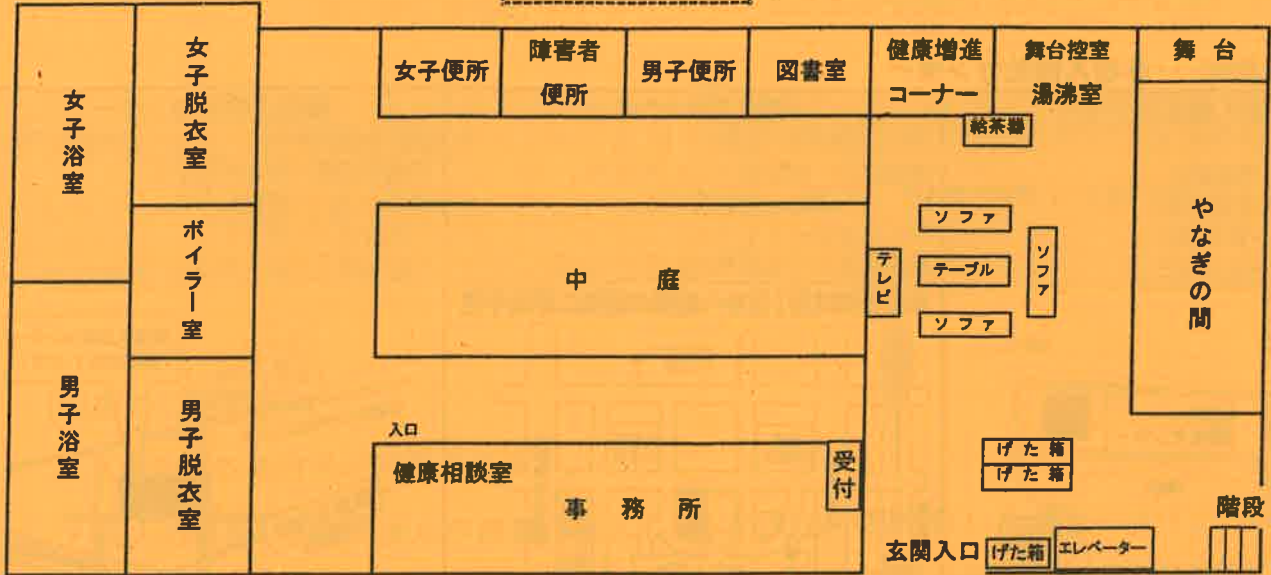 女子浴室
女子脱衣室
女子便所
障害者
便所
男子便所
図書室
健康増進
コーナー
舞台控室
湯沸室
舞台
給茶器
ボイラー室
中庭
テレビ
ソファ
テーブル
ソファ
ソファ
やなぎの間
男子浴室
男子脱衣室
入口
健康相談室
事務所
受付
げた箱
げた箱
階段
玄関入口
げた箱
エレベーター